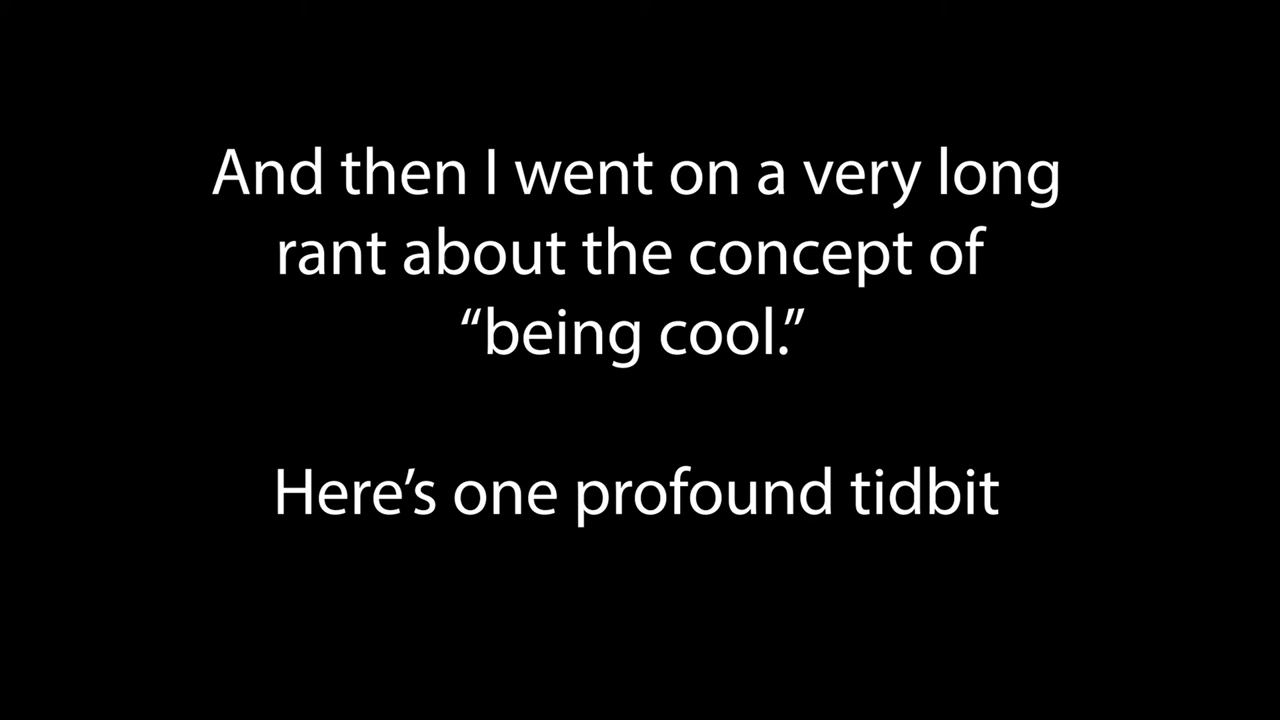 And then I went on a very long
rant about the concept of
“being cool.”
Here’s one profound tidbit